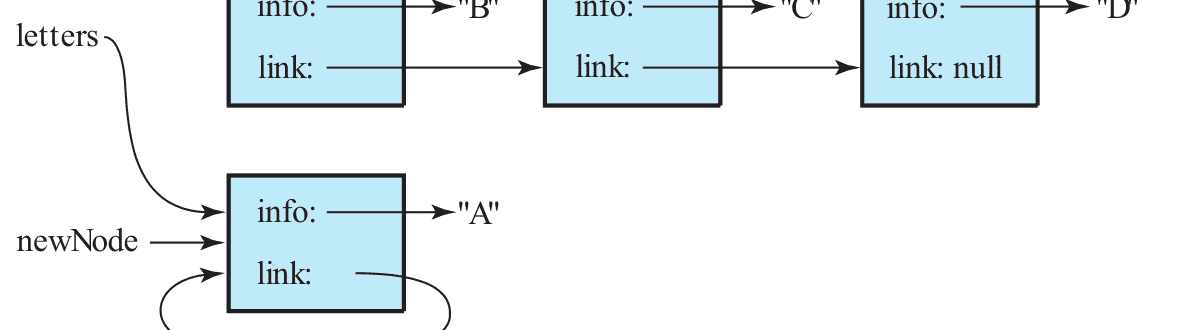 info: "B" info: "C" info: "D"
letters
link: link: link: null
info: "A"
newNode
link: